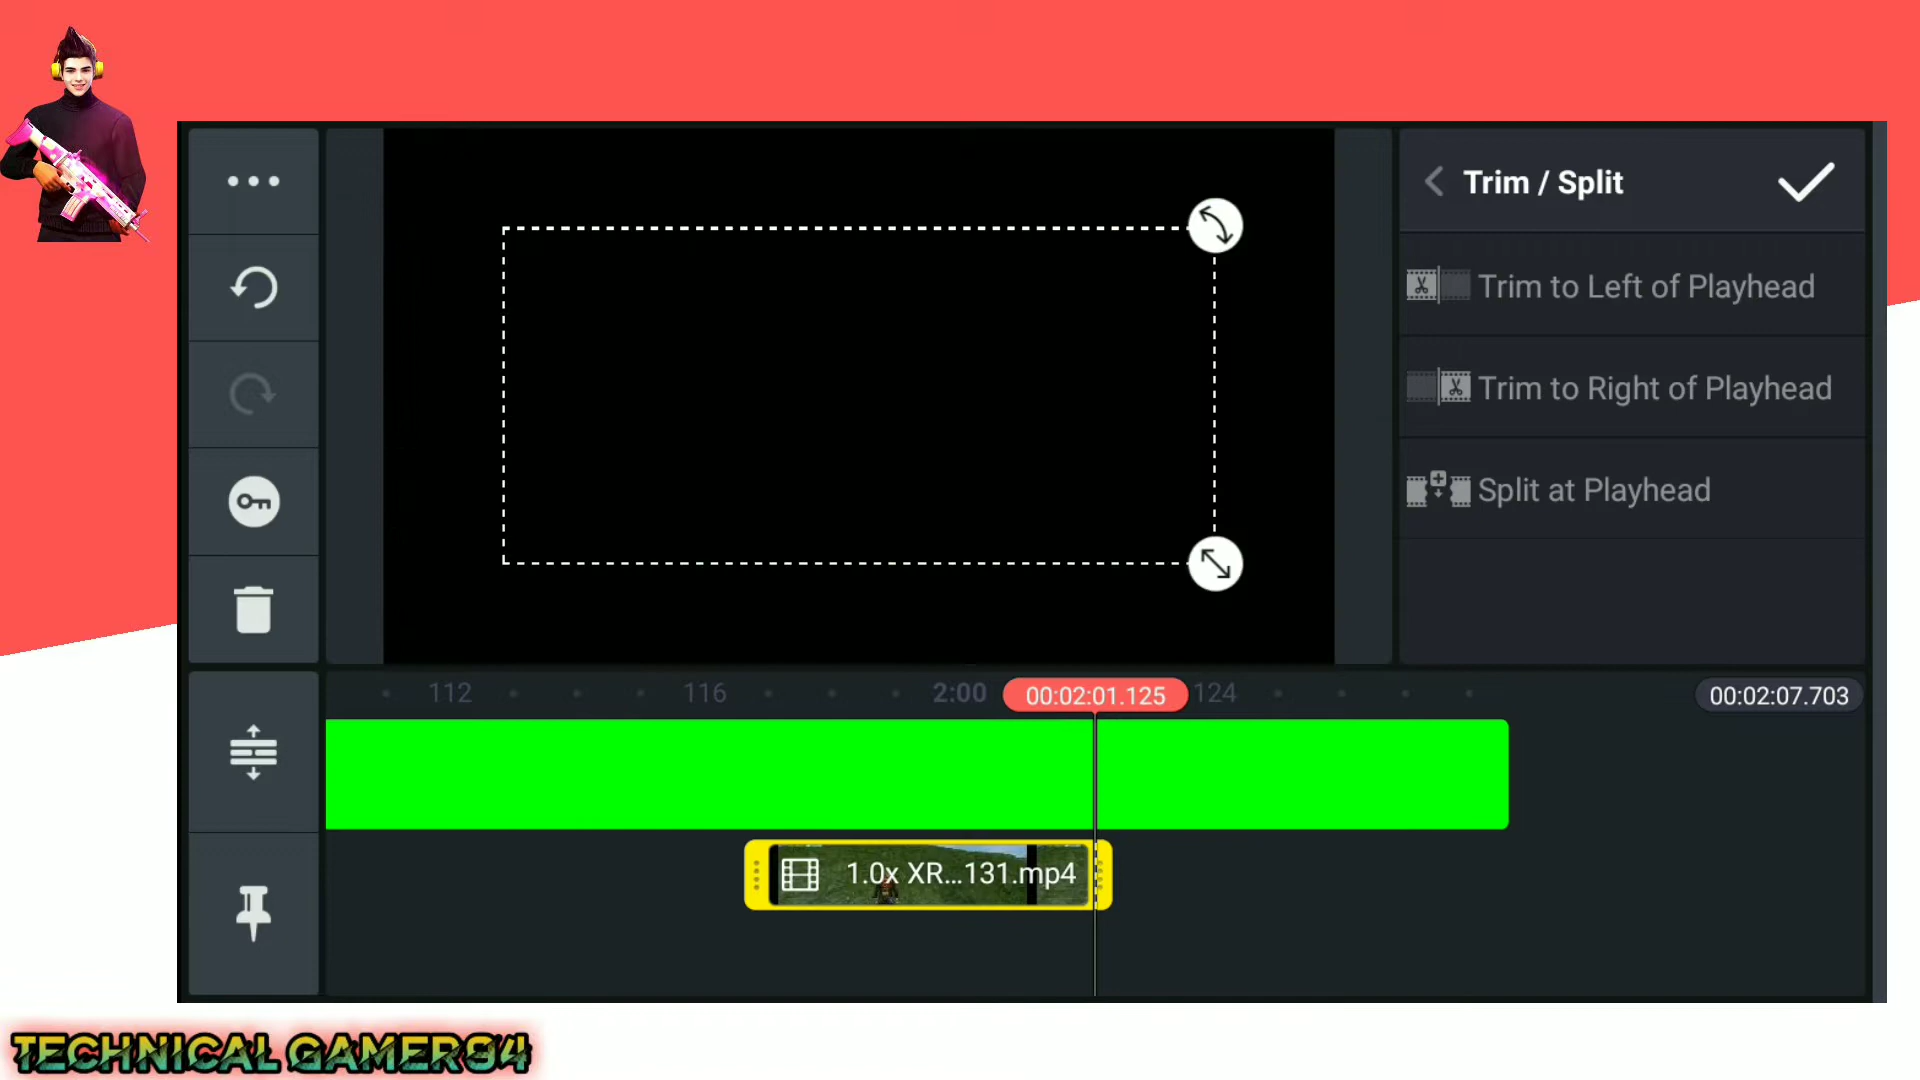 Trim / Split
Trim to Left of Playhead
Trim to Right of Playhead
Split at Playhead
112
116
2:00
00:02:01.125
124
00:02:07.703
1.0x XR...131.mp4
TECHNICAL GAMER94